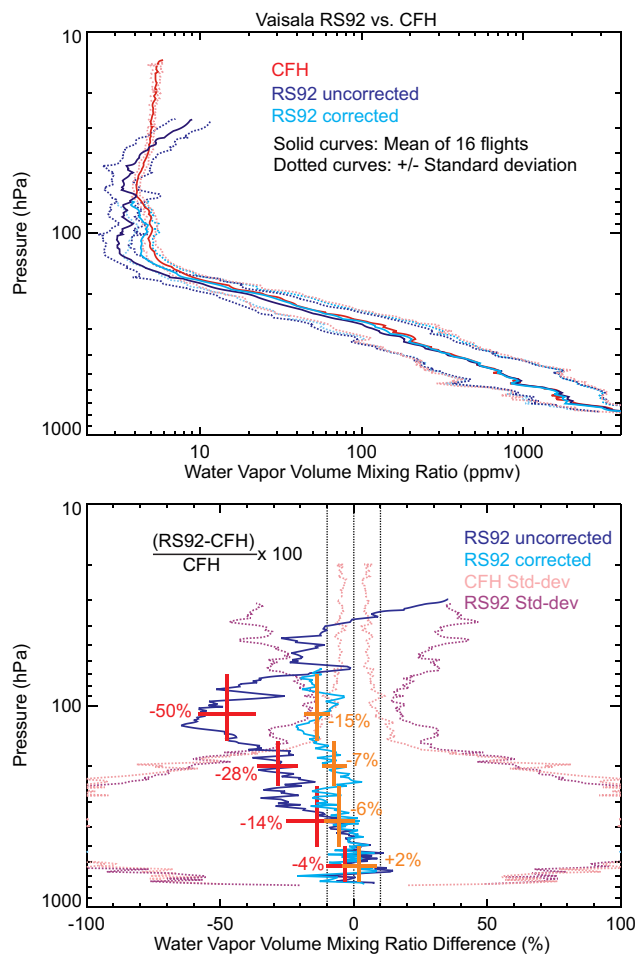 Vaisala RS92 vs. CFH
10
100
1000
Pressure (hPa)
CFH
RS92 uncorrected
RS92 corrected
Solid curves: Mean of 16 flights
Dotted curves: +/- Standard deviation
10 100 1000
Water Vapor Volume Mixing Ratio (ppmv)
10
100
1000
Pressure (hPa)
(RS92-CFH) x 100
CFH
RS92 uncorrected
RS92 corrected
CFH Std-dev
RS92 Std-dev
-50% -15%
-28% -7%
-14% -6%
-4% +2%
-100 -50 0 50 100
Water Vapor Volume Mixing Ratio Difference (%)